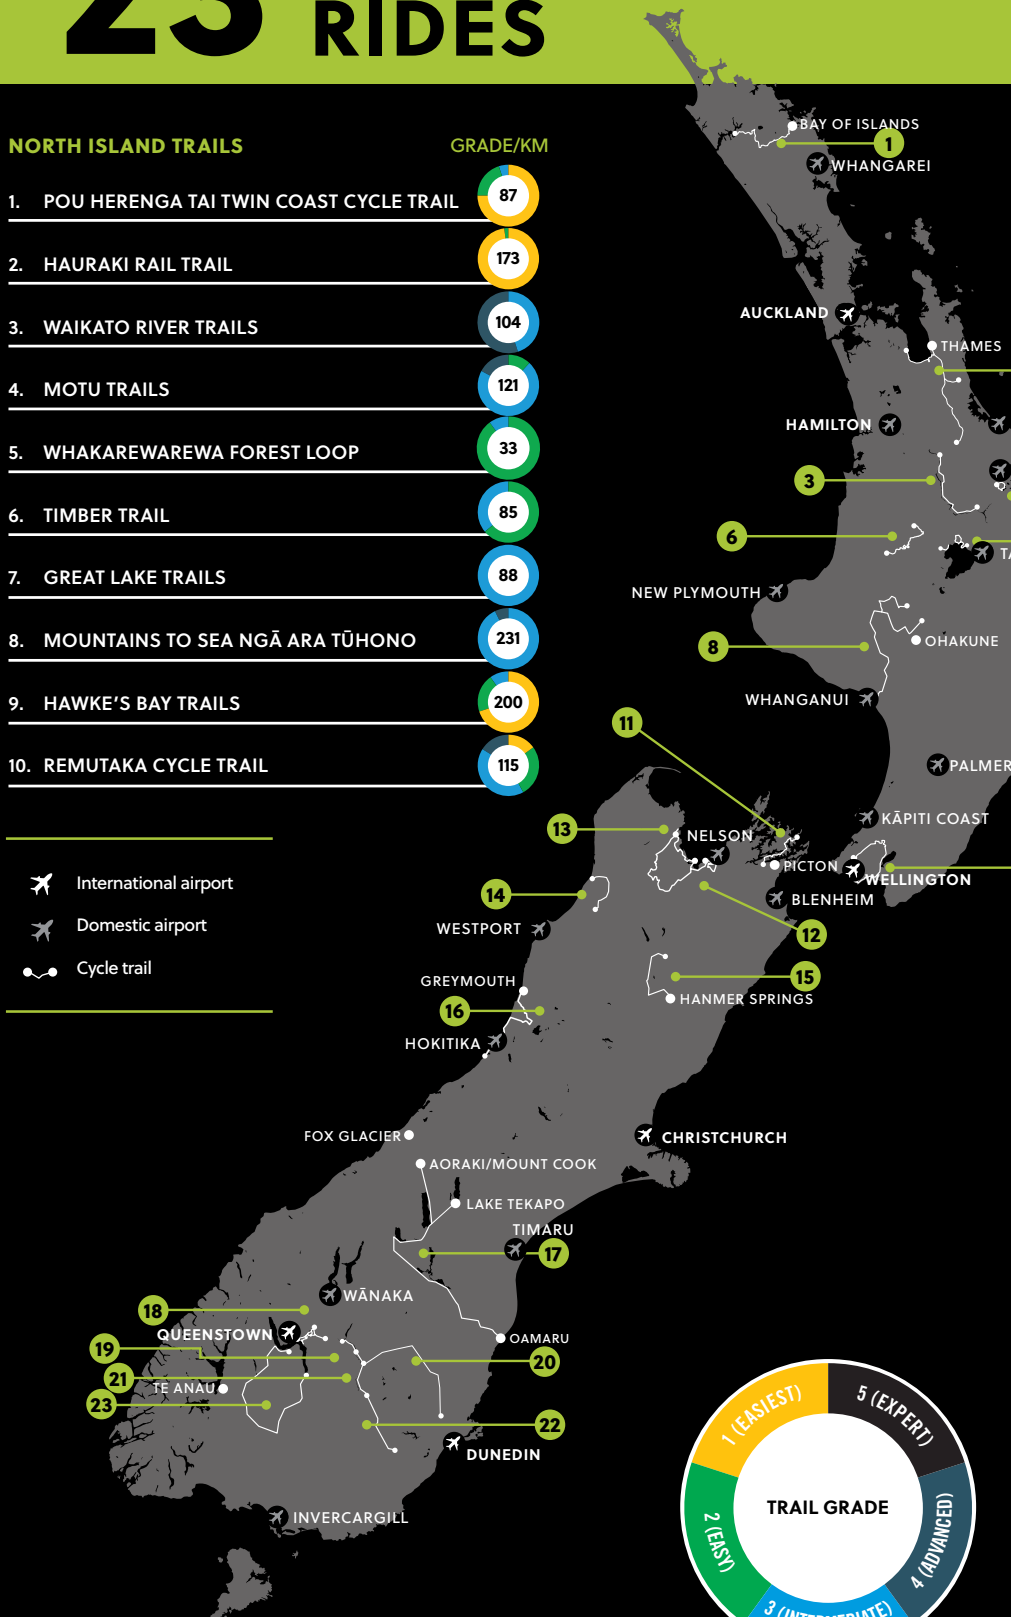 23 RIDES
NORTH ISLAND TRAILS GRADE/KM
1. POU HERENGA TAI TWIN COAST CYCLE TRAIL 87
2. HAURAKI RAIL TRAIL 173
3. WAIKATO RIVER TRAILS 104
4. MOTU TRAILS 121
5. WHAKAREWAREWA FOREST LOOP 33
6. TIMBER TRAIL 85
7. GREAT LAKE TRAILS 88
8. MOUNTAINS TO SEA NGĀ ARA TŪHONO 231
9. HAWKE'S BAY TRAILS 200
10. REMUTAKA CYCLE TRAIL 115
International airport
Domestic airport
Cycle trail
BAY OF ISLANDS
1
WHANGAREI
AUCKLAND
THAMES
HAMILTON
3
6
TA
NEW PLYMOUTH
8
OHAKUNE
WHANGANUI
11
PALMER
KĀPITI COAST
13
NELSON
PICTON
WELLINGTON
14
BLENHEIM
WESTPORT
12
15
GREYMOUTH
HANMER SPRINGS
16
HOKITIKA
FOX GLACIER
CHRISTCHURCH
AORAKI/MOUNT COOK
LAKE TEKAPO
TIMARU
17
WĀNAKA
18
QUEENSTOWN
OAMARU
19
20
21
TE ANAU
23
22
DUNEDIN
INVERCARGILL
1 (EASIEST)
5 (EXPERT)
TRAIL GRADE
2 (EASY)
4 (ADVANCED)
3 (INTERMEDIATE)